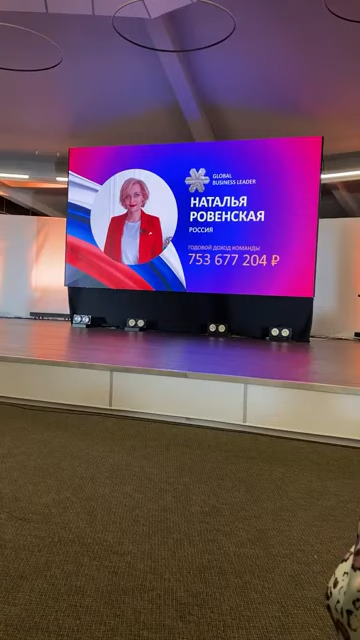 GLOBAL
BUSINESS LEADER
НАТАЛЬЯ
РОВЕНСКАЯ
РОССИЯ
ГОДОВОЙ ДОХОД КОМАНДЫ
753 677 204 ₽